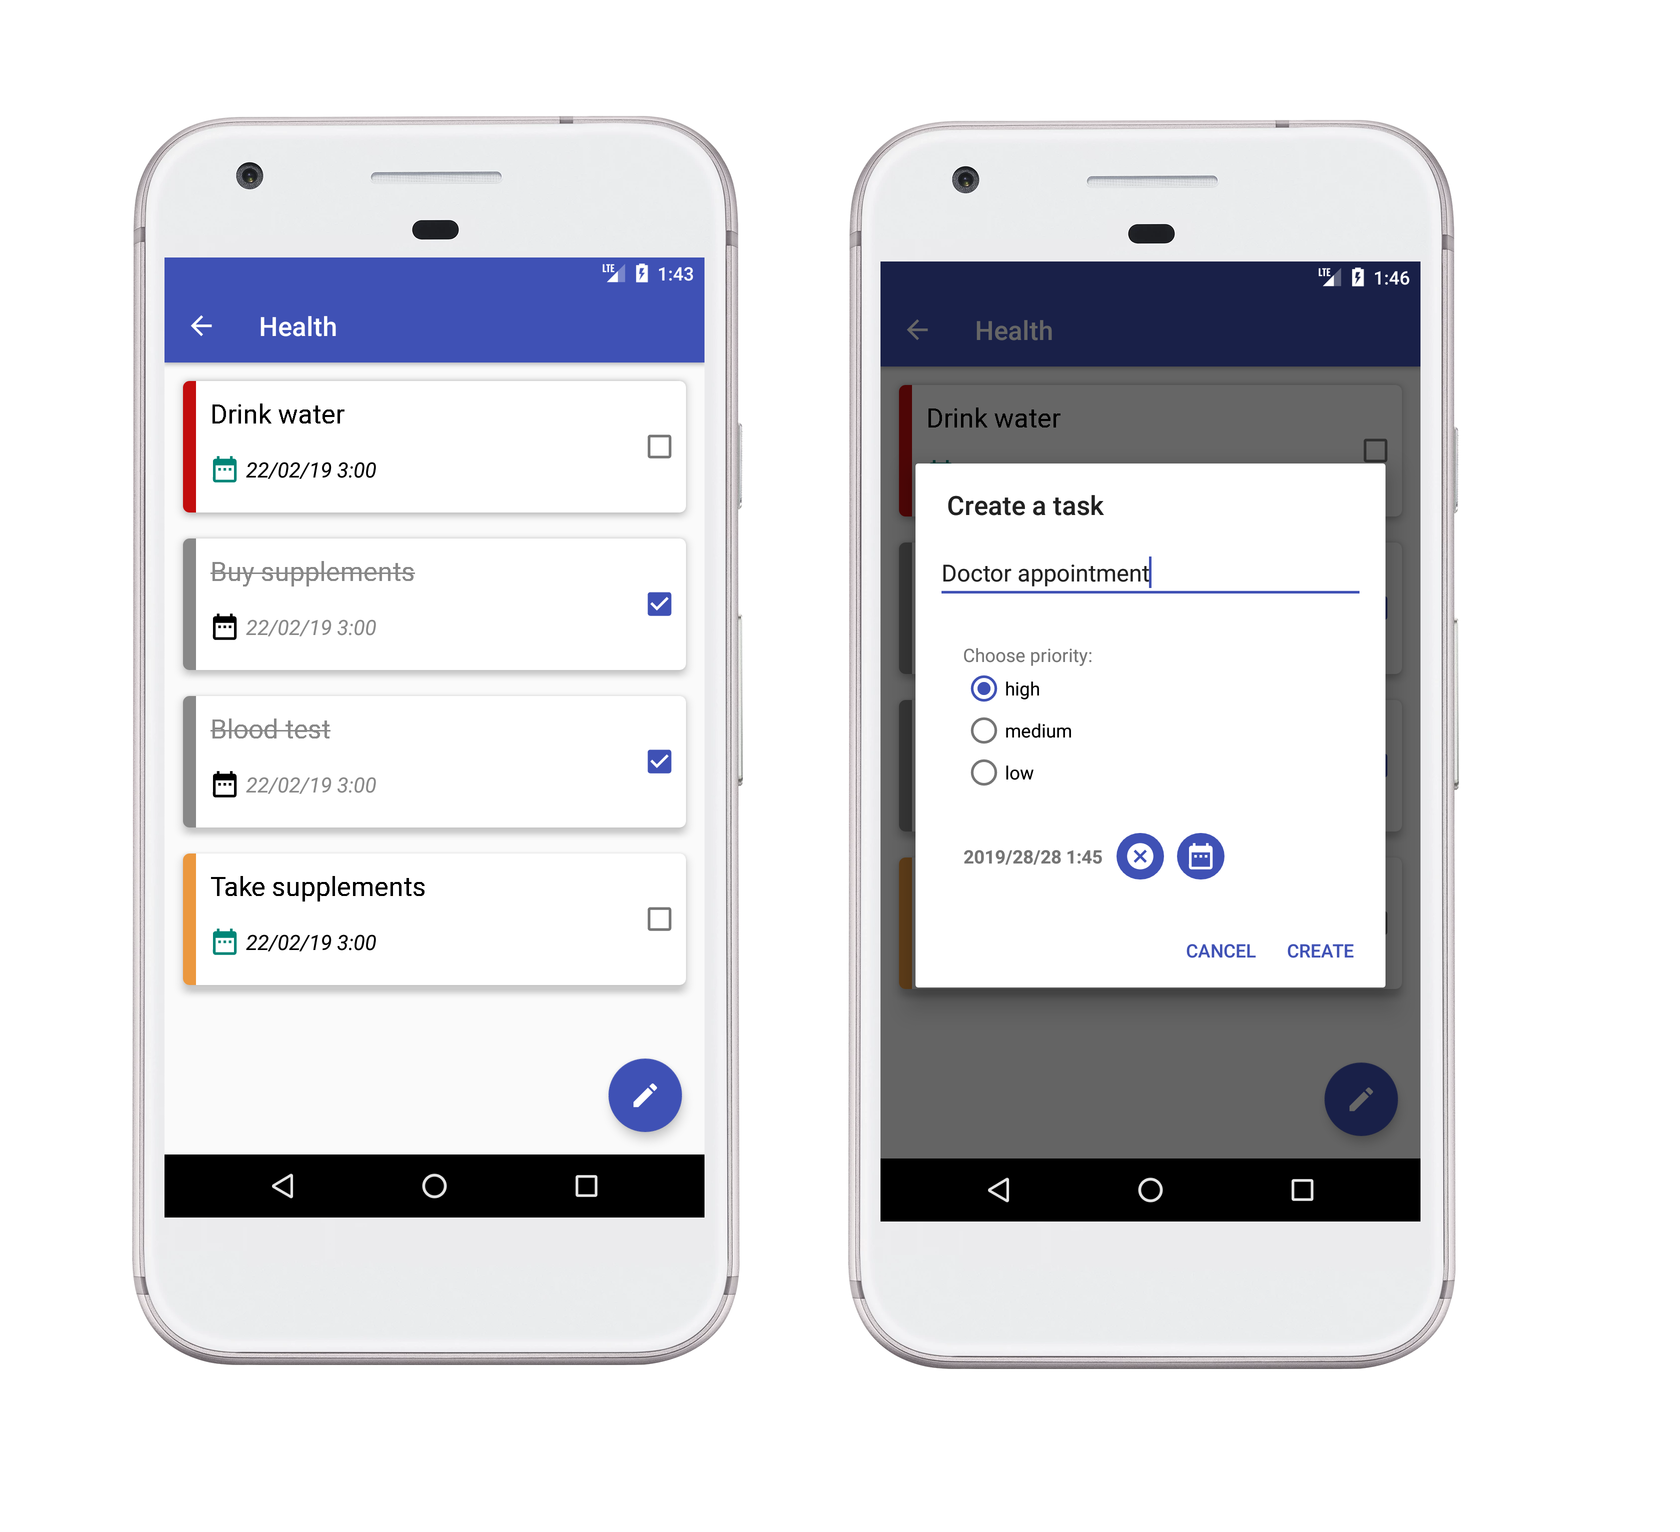 LTE 1:43
Health
Drink water
22/02/19 3:00
Buy supplements
22/02/19 3:00
Blood test
22/02/19 3:00
Take supplements
22/02/19 3:00
LTE 1:46
Health
Drink water
Create a task
Doctor appointment
Choose priority:
high
medium
low
2019/28/28 1:45
CANCEL CREATE